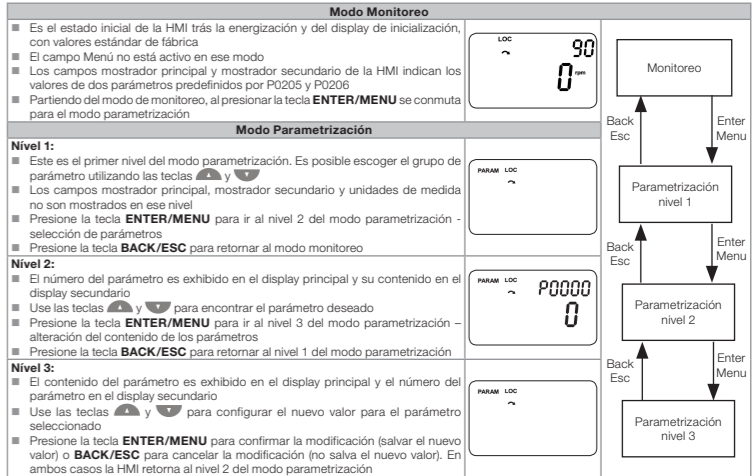 Modo Monitoreo
■ Es el estado inicial de la HMI trás la energización y del display de inicialización,
con valores estándar de fábrica
■ El campo Menú no está activo en ese modo
■ Los campos mostrador principal y mostrador secundario de la HMI indican los
valores de dos parámetros predefinidos por P0205 y P0206
■ Partiendo del modo de monitoreo, al presionar la tecla ENTER/MENU se conmuta
para el modo parametrización
LOC
90
0 rpm
Modo Parametrización
Nível 1:
■ Este es el primer nivel del modo parametrización. Es posible escoger el grupo de
parámetro utilizando las teclas y
■ Los campos mostrador principal, mostrador secundario y unidades de medida
no son mostrados en ese nivel
■ Presione la tecla ENTER/MENU para ir al nivel 2 del modo parametrización -
selección de parámetros
■ Presione la tecla BACK/ESC para retornar al modo monitoreo
PARAM LOC
Nível 2:
■ El número del parámetro es exhibido en el display principal y su contenido en el
display secundario
■ Use las teclas y para encontrar el parámetro deseado
■ Presione la tecla ENTER/MENU para ir al nivel 3 del modo parametrización –
alteración del contenido de los parámetros
■ Presione la tecla BACK/ESC para retornar al nivel 1 del modo parametrización
PARAM LOC
P0000
0
Nível 3:
■ El contenido del parámetro es exhibido en el display principal y el número del
parámetro en el display secundario
■ Use las teclas y para configurar el nuevo valor para el parámetro
seleccionado
■ Presione la tecla ENTER/MENU para confirmar la modificación (salvar el nuevo
valor) o BACK/ESC para cancelar la modificación (no salva el nuevo valor). En
ambos casos la HMI retorna al nivel 2 del modo parametrización
PARAM LOC
Monitoreo
Back
Esc
Enter
Menu
Parametrización
nivel 1
Back
Esc
Enter
Menu
Parametrización
nivel 2
Back
Esc
Enter
Menu
Parametrización
nivel 3